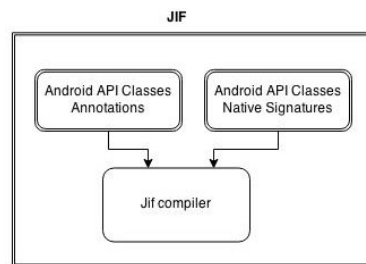 JIF
Android API Classes
Annotations
Android API Classes
Native Signatures
Jif compiler